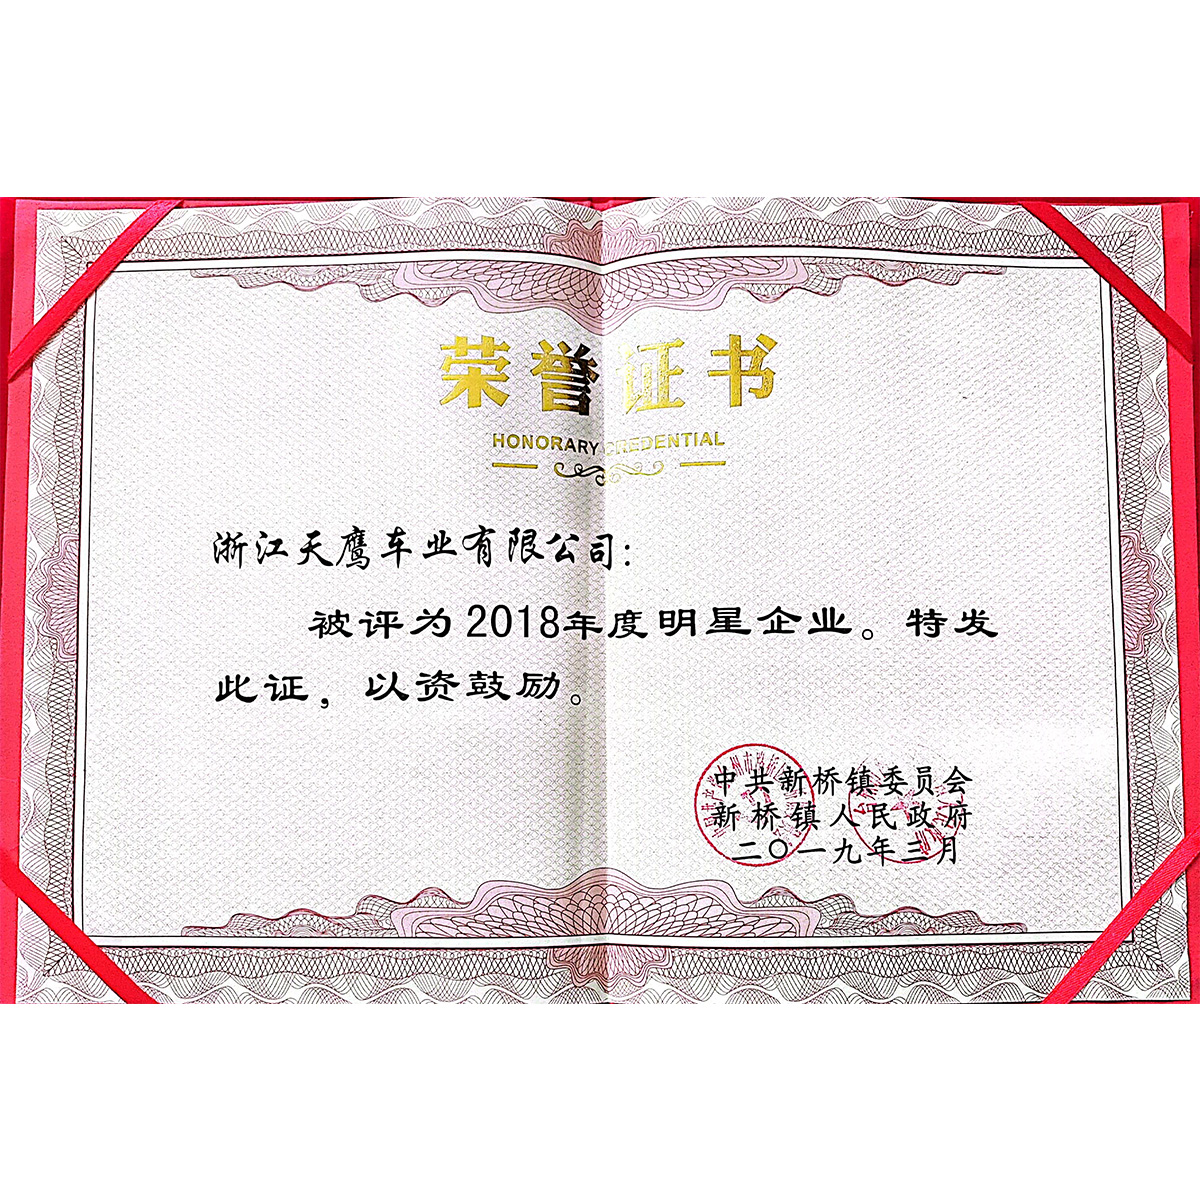 荣誉证书
HONORARY CREDENTIAL
浙江天鹰车业有限公司:
被评为2018年度明星企业。特发
此证，以资鼓励。
中共新桥镇委员会
新桥镇人民政府
二〇一九年三月